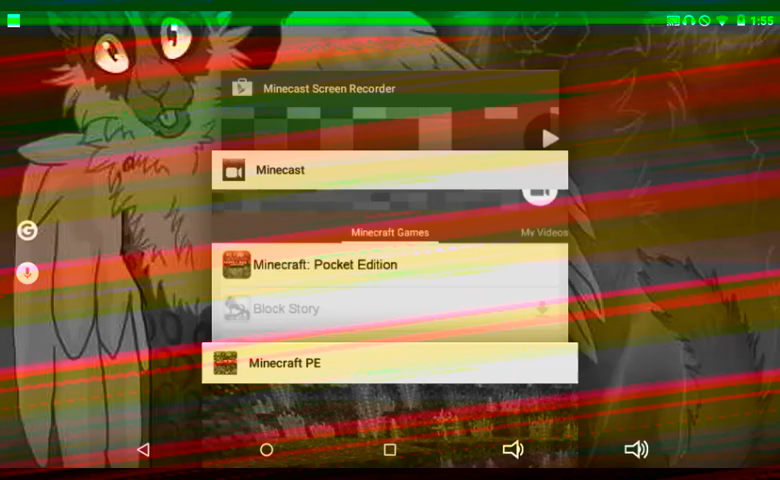 1:55
Minecast Screen Recorder
Minecast
Minecraft Games
My Videos
Minecraft: Pocket Edition
Block Story
Minecraft PE
G